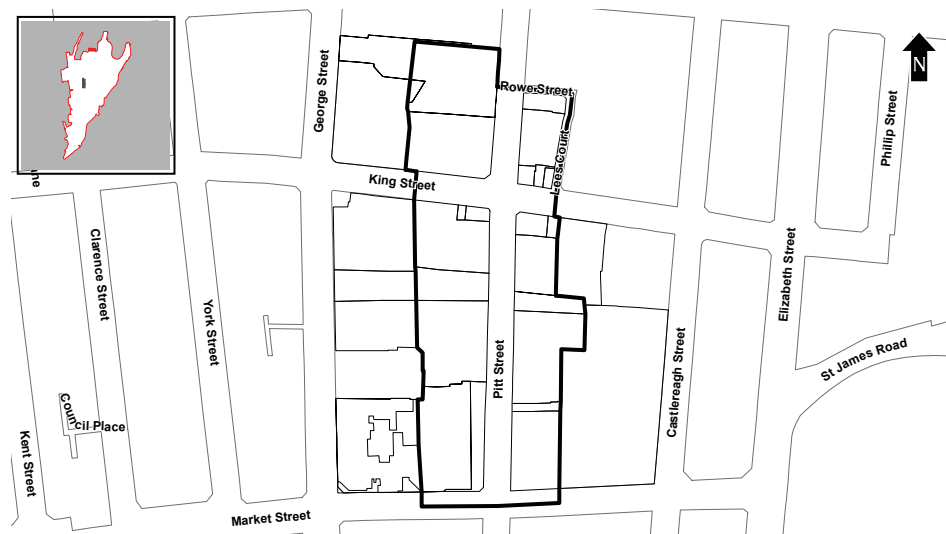 N
George Street
Rowe Street
Phillip Street
Lees Court
King Street
ne
Clarence Street
Elizabeth Street
York Street
Pitt Street
Castlereagh Street
St James Road
Council Place
Kent Street
Market Street